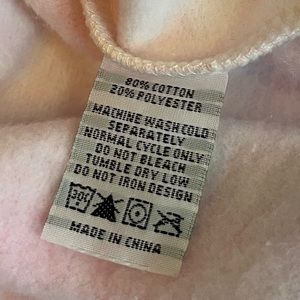 80% COTTON
20% POLYESTER
MACHINE WASH COLD
SEPARATELY
NORMAL CYCLE ONLY
DO NOT BLEACH
TUMBLE DRY LOW
DO NOT IRON DESIGN
30°
MADE IN CHINA